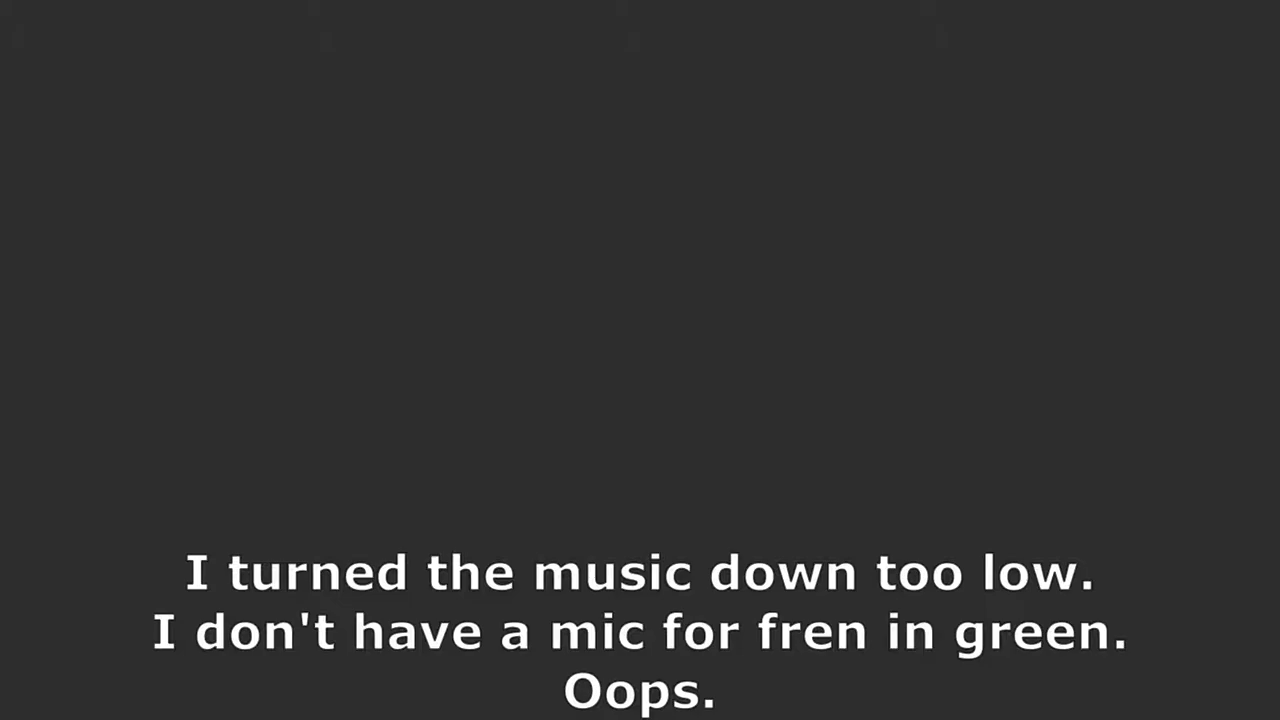 I turned the music down too low.
I don't have a mic for fren in green.
Oops.